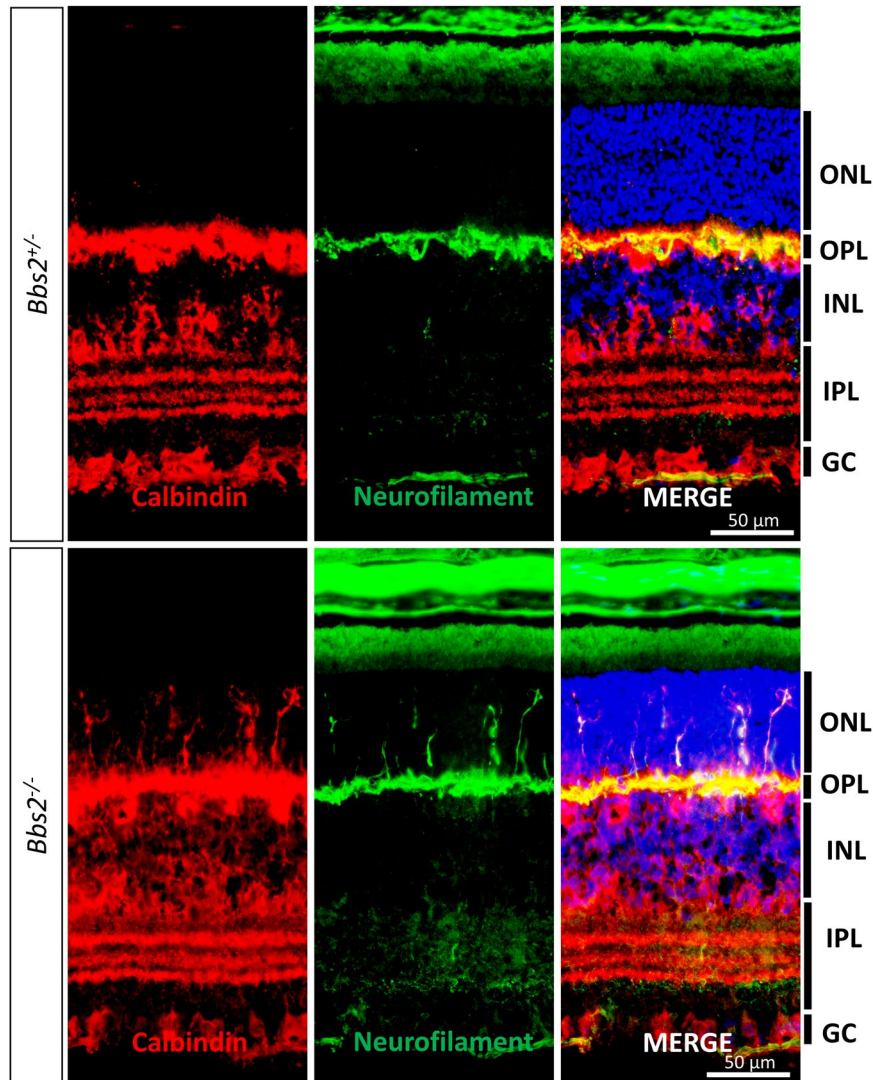 Bbs2+/-
Calbindin
Neurofilament
MERGE
50 µm
ONL
OPL
INL
IPL
GC
Bbs2-/-
Calbindin
Neurofilament
MERGE
50 µm
ONL
OPL
INL
IPL
GC